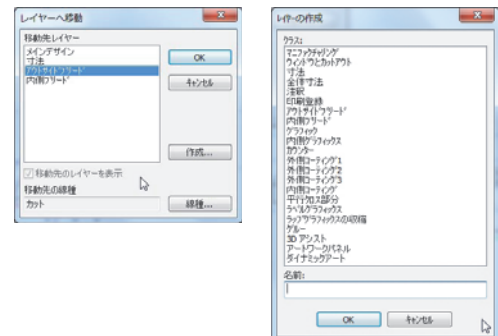 レイヤーへ移動
移動先レイヤー
メインデザイン
寸法
アウトサイドブリード
内側ブリード
OK
キャンセル
作成...
移動先のレイヤーを表示
移動先の線種
カット
線種...
レイヤーの作成
クラス:
マニファクチャリング
ウィンドウとカットアウト
寸法
全体寸法
注釈
印刷登録
アウトサイドブリード
内側ブリード
グラフィック
内側グラフィックス
カウンター
外側コーティング1
外側コーティング2
外側コーティング3
内側コーティング
平行加工部分
ラベルグラフィックス
ラップグラフィックスの収縮
グルー
3D アシスト
アートワークパネル
ダイナミックアート
名前:
OK
キャンセル